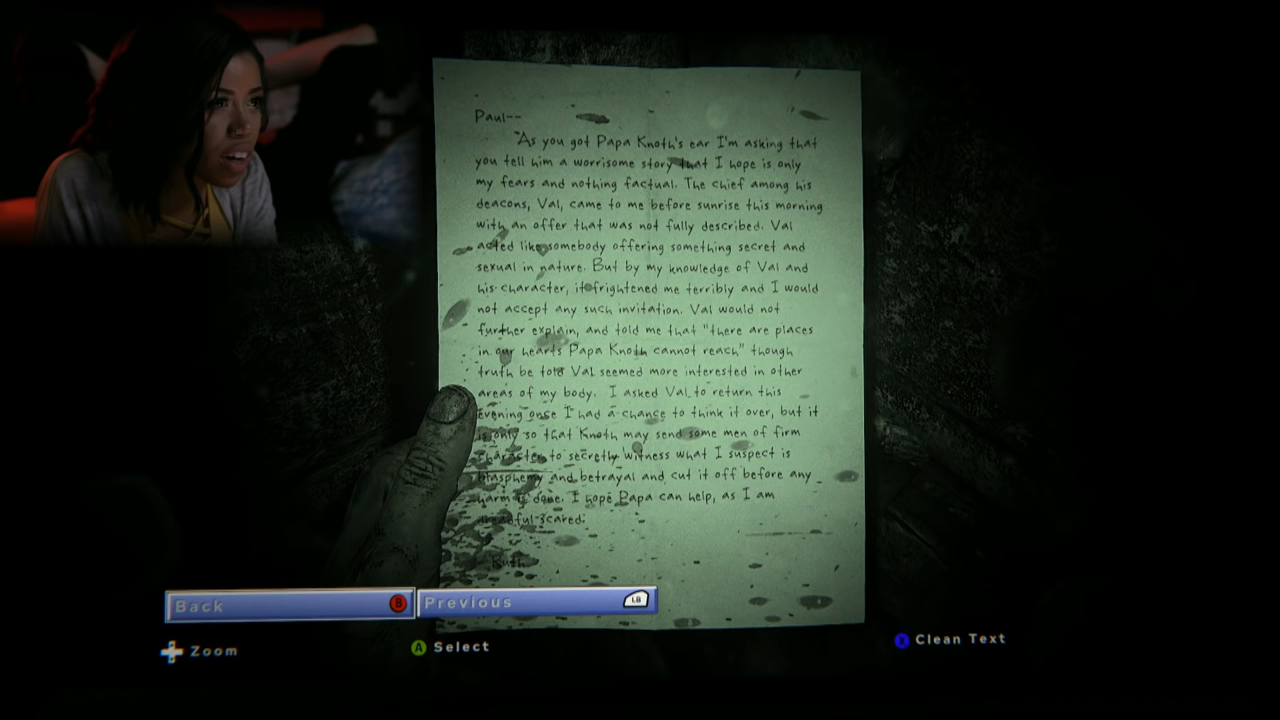 Paul--
"As you got Papa Knoth's ear I'm asking that
you tell him a worrisome story that I hope is only
my fears and nothing factual. The chief among his
deacons, Val, came to me before sunrise this morning
with an offer that was not fully described. Val
acted like somebody offering something secret and
sexual in nature. But by my knowledge of Val and
his character, it frightened me terribly and I would
not accept any such invitation. Val would not
further explain, and told me that "there are places
in our hearts Papa Knoth cannot reach" though
truth be told Val seemed more interested in other
areas of my body. I asked Val to return this
evening once I had a chance to think it over, but it
is only so that Knoth may send some men of firm
character to secretly witness what I suspect is
blasphemy and betrayal and cut it off before any
harm is done. I hope Papa can help, as I am
dreadful scared.
Ruth
Back B
Previous LB
Zoom
A Select
X Clean Text